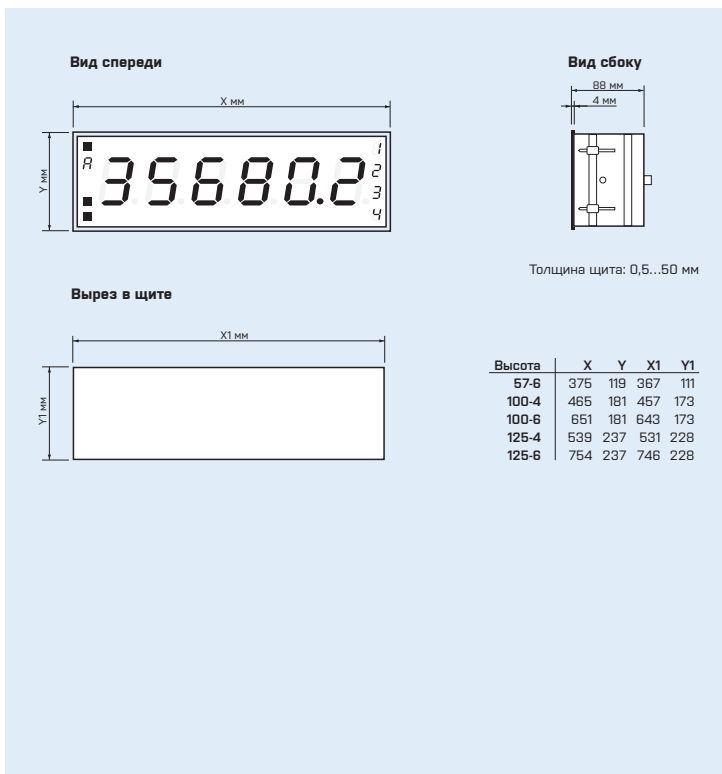 Вид спереди
Вид сбоку
88 мм
4 мм
X мм
Y мм
A
35680.2
1
2
3
4
Толщина щита: 0,5...50 мм
Вырез в щите
X1 мм
Y1 мм
Высота X Y X1 Y1
57-6 375 119 367 111
100-4 465 181 457 173
100-6 651 181 643 173
125-4 539 237 531 228
125-6 754 237 746 228